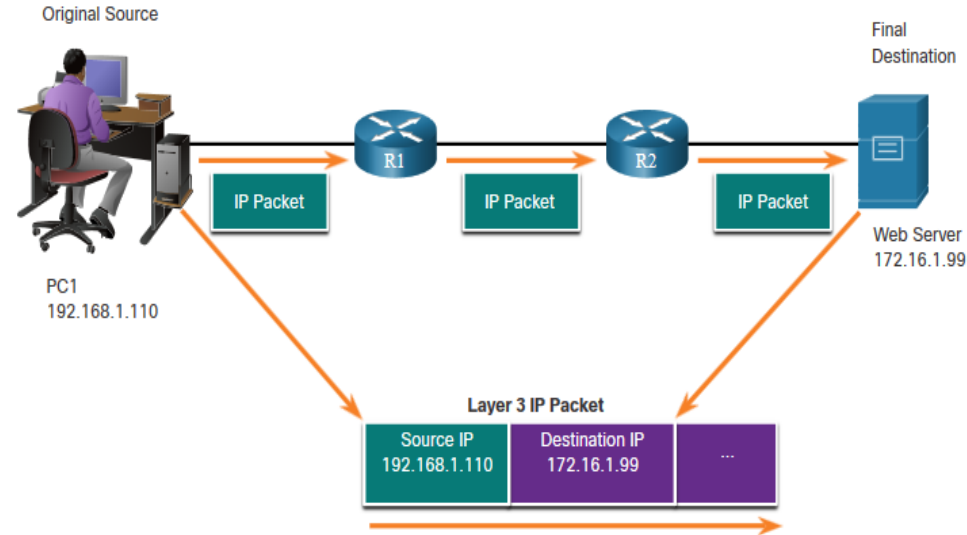 Original Source
Final
Destination
R1
R2
IP Packet
IP Packet
IP Packet
Web Server
172.16.1.99
PC1
192.168.1.110
Layer 3 IP Packet
Source IP
192.168.1.110
Destination IP
172.16.1.99
...